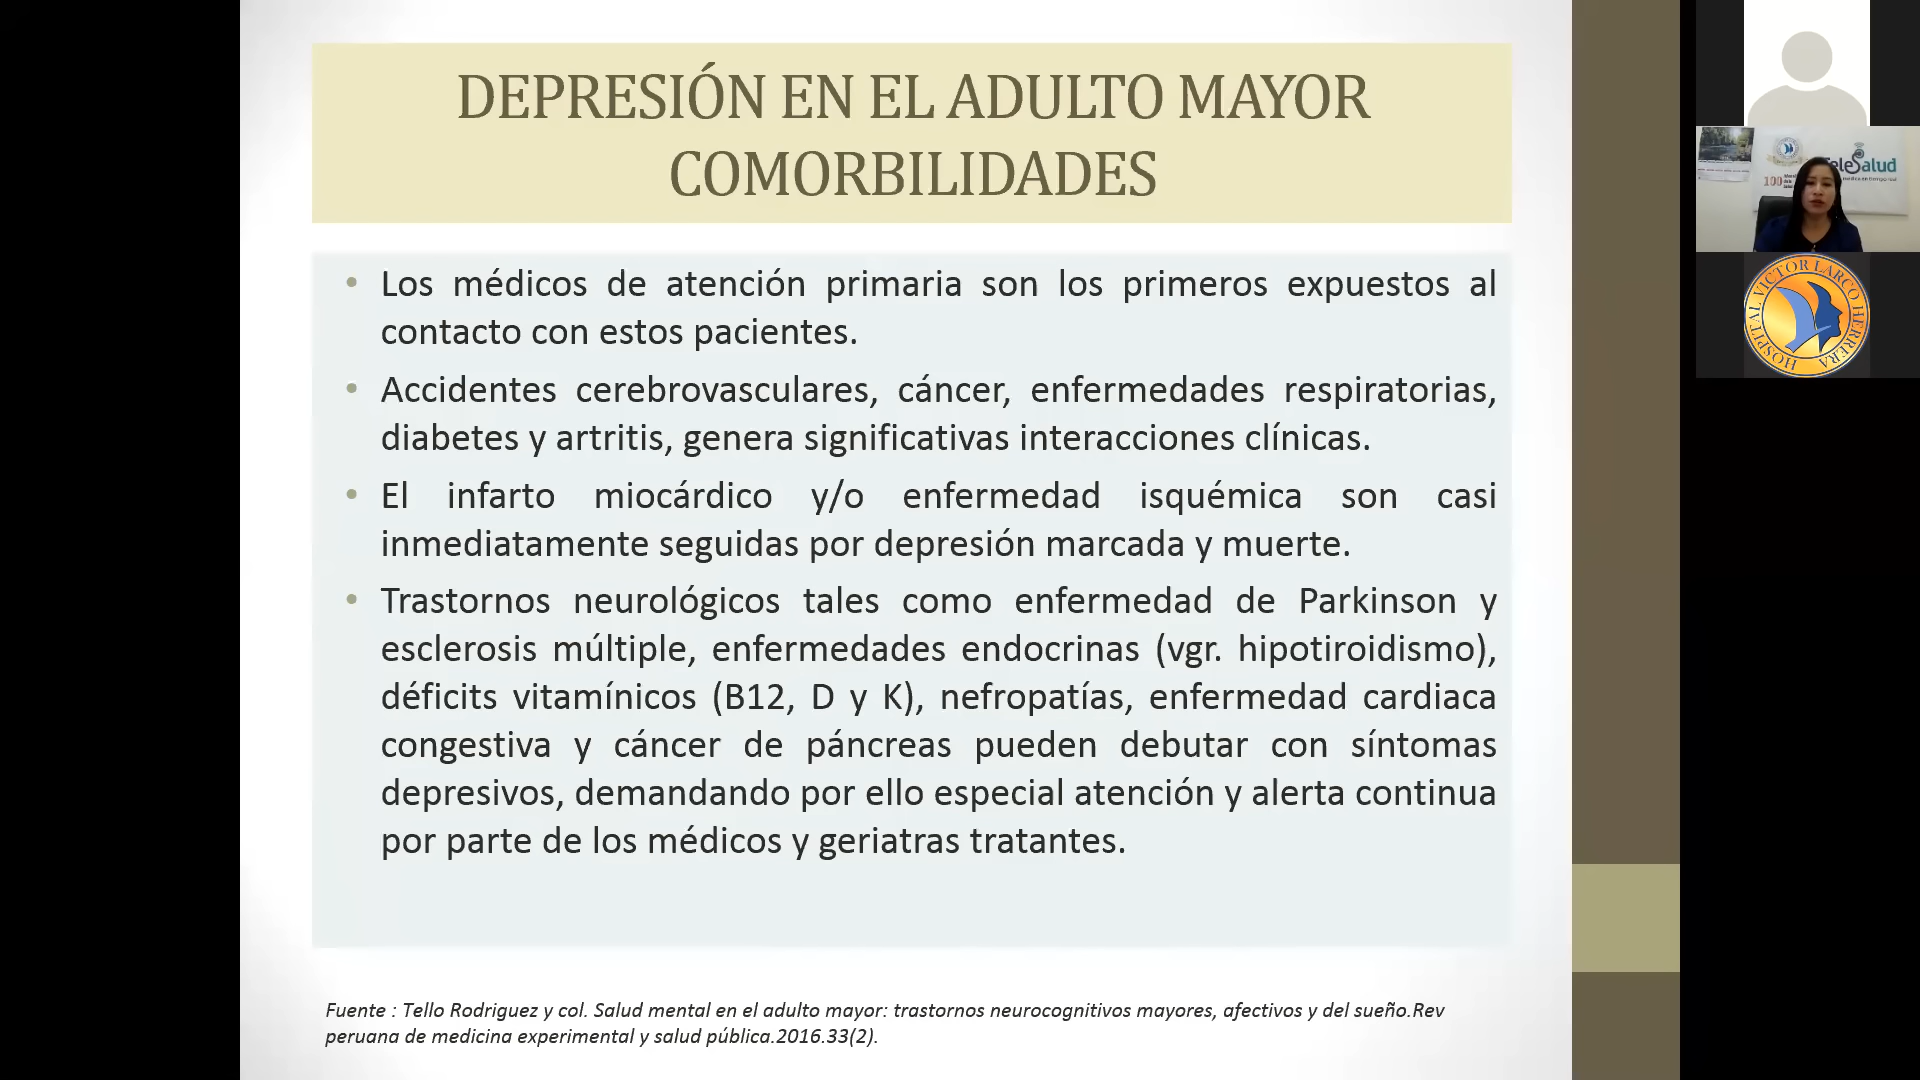 DEPRESIÓN EN EL ADULTO MAYOR
COMORBILIDADES
• Los médicos de atención primaria son los primeros expuestos al
contacto con estos pacientes.
• Accidentes cerebrovasculares, cáncer, enfermedades respiratorias,
diabetes y artritis, genera significativas interacciones clínicas.
• El infarto miocárdico y/o enfermedad isquémica son casi
inmediatamente seguidas por depresión marcada y muerte.
• Trastornos neurológicos tales como enfermedad de Parkinson y
esclerosis múltiple, enfermedades endocrinas (vgr. hipotiroidismo),
déficits vitamínicos (B12, D y K), nefropatías, enfermedad cardiaca
congestiva y cáncer de páncreas pueden debutar con síntomas
depresivos, demandando por ello especial atención y alerta continua
por parte de los médicos y geriatras tratantes.
Fuente : Tello Rodriguez y col. Salud mental en el adulto mayor: trastornos neurocognitivos mayores, afectivos y del sueño.Rev
peruana de medicina experimental y salud pública.2016.33(2).
eleSalud
100
HOSPITAL VICTOR LARCO HERRERA